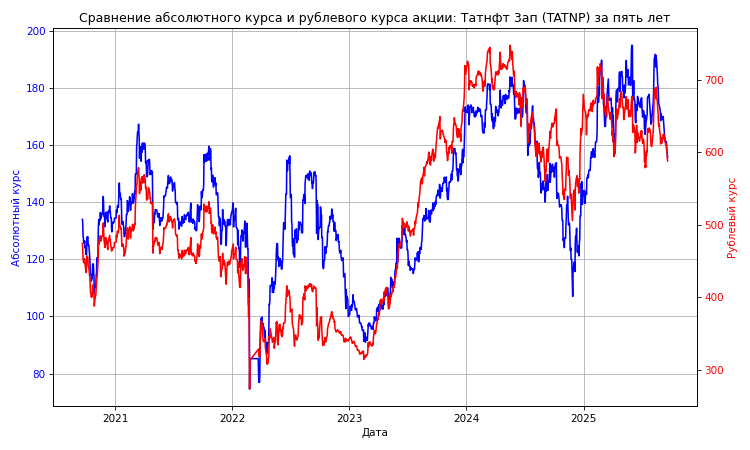 Сравнение абсолютного курса и рублевого курса акции: Татнфт 3ап (TATNP) за пять лет
200
180
160
140
120
100
80
Абсолютный курс
700
600
500
400
300
Рублевый курс
2021 2022 2023 2024 2025
Дата